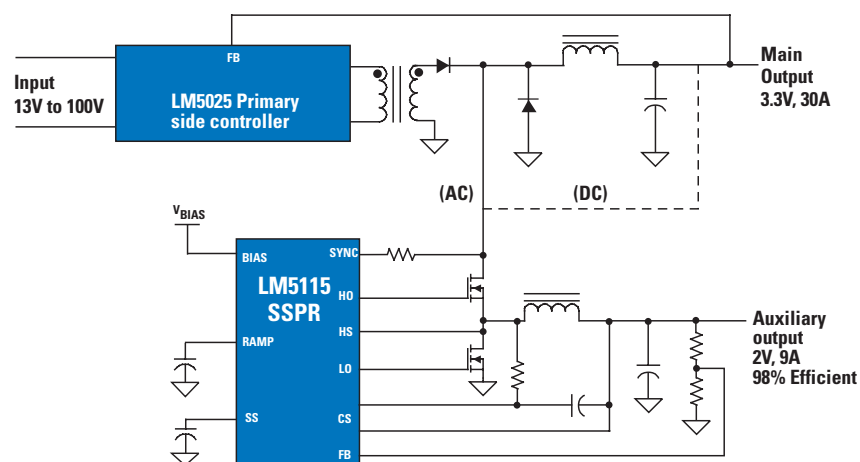 FB
LM5025 Primary
side controller
Input
13V to 100V
Main
Output
3.3V, 30A
(AC)
(DC)
VBIAS
BIAS
SYNC
LM5115
SSPR
HO
HS
RAMP
LO
SS
CS
FB
Auxiliary
output
2V, 9A
98% Efficient